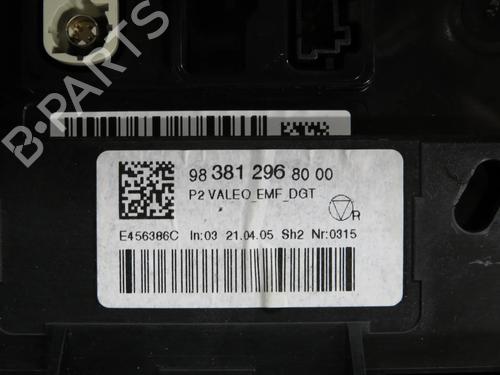 B-PARTS
98 381 296 80 00
P2 VALEO_EMF_DGT
R
E456386C In:03 21.04.05 Sh2 Nr:0315